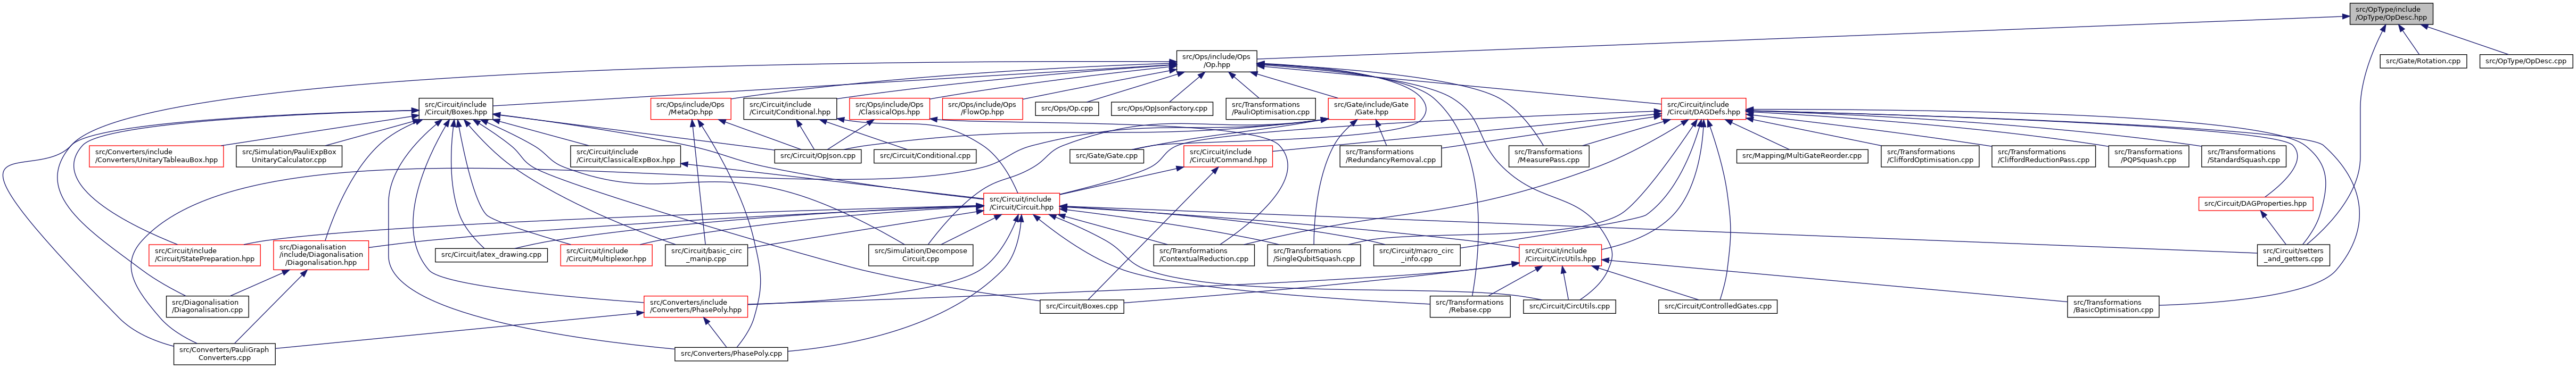 src/OpType/include
/OpType/OpDesc.hpp
src/Ops/include/Ops
/Op.hpp
src/Gate/Rotation.cpp
src/OpType/OpDesc.cpp
src/Circuit/include
/Circuit/Boxes.hpp
src/Ops/include/Ops
/MetaOp.hpp
src/Circuit/include
/Circuit/Conditional.hpp
src/Ops/include/Ops
/ClassicalOps.hpp
src/Ops/include/Ops
/FlowOp.hpp
src/Ops/Op.cpp
src/Ops/OpJsonFactory.cpp
src/Transformations
/PauliOptimisation.cpp
src/Gate/include/Gate
/Gate.hpp
src/Circuit/include
/Circuit/DAGDefs.hpp
src/Converters/include
/Converters/UnitaryTableauBox.hpp
src/Simulation/PauliExpBox
UnitaryCalculator.cpp
src/Circuit/include
/Circuit/ClassicalExpBox.hpp
src/Circuit/OpJson.cpp
src/Circuit/Conditional.cpp
src/Gate/Gate.cpp
src/Circuit/include
/Circuit/Command.hpp
src/Transformations
/RedundancyRemoval.cpp
src/Transformations
/MeasurePass.cpp
src/Mapping/MultiGateReorder.cpp
src/Transformations
/CliffordOptimisation.cpp
src/Transformations
/CliffordReductionPass.cpp
src/Transformations
/PQPSquash.cpp
src/Transformations
/StandardSquash.cpp
src/Circuit/include
/Circuit/Circuit.hpp
src/Circuit/DAGProperties.hpp
src/Circuit/include
/Circuit/StatePreparation.hpp
src/Diagonalisation
/include/Diagonalisation
/Diagonalisation.hpp
src/Circuit/latex_drawing.cpp
src/Circuit/include
/Circuit/Multiplexor.hpp
src/Circuit/basic_circ
_manip.cpp
src/Simulation/Decompose
Circuit.cpp
src/Transformations
/ContextualReduction.cpp
src/Transformations
/SingleQubitSquash.cpp
src/Circuit/macro_circ
_info.cpp
src/Circuit/include
/Circuit/CircUtils.hpp
src/Circuit/setters
_and_getters.cpp
src/Diagonalisation
/Diagonalisation.cpp
src/Converters/include
/Converters/PhasePoly.hpp
src/Circuit/Boxes.cpp
src/Transformations
/Rebase.cpp
src/Circuit/CircUtils.cpp
src/Circuit/ControlledGates.cpp
src/Transformations
/BasicOptimisation.cpp
src/Converters/PauliGraph
Converters.cpp
src/Converters/PhasePoly.cpp